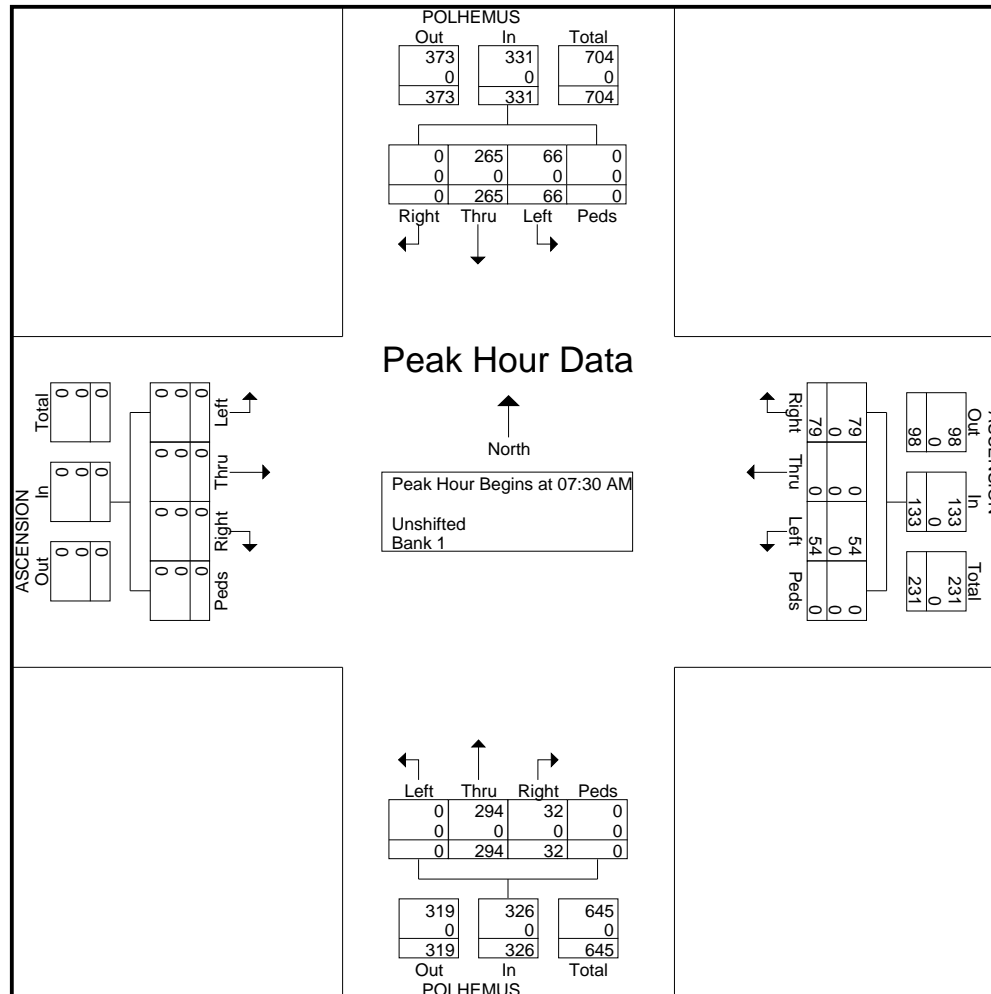 POLHEMUS
Out In Total
373 331 704
0 0 0
373 331 704
0 265 66 0
0 0 0 0
0 265 66 0
Right Thru Left Peds
Peak Hour Data
North
Peak Hour Begins at 07:30 AM
Unshifted
Bank 1
ASCENSION
Out In Total
0 0 0
0 0 0
0 0 0
Left Thru Right Peds
0 0 0 0
0 0 0 0
0 0 0 0
Right Thru Left Peds
79 0 54 0
0 0 0 0
79 0 54 0
Out In Total
98 133 231
0 0 0
98 133 231
ASCENSION
Left Thru Right Peds
0 294 32 0
0 0 0 0
0 294 32 0
319 326 645
0 0 0
319 326 645
Out In Total
POLHEMUS